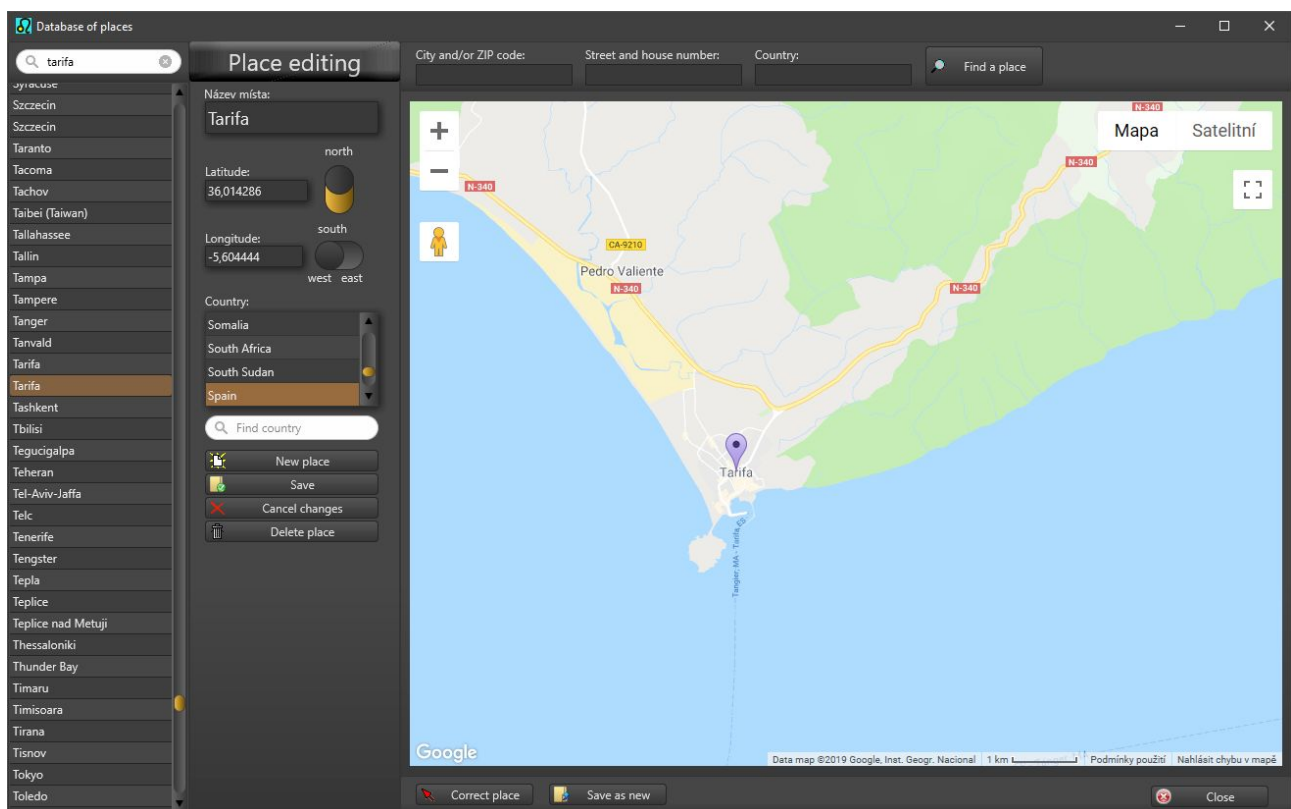 Database of places
tarifa
Syracuse
Szczecin
Szczecin
Taranto
Tacoma
Tachov
Taibei (Taiwan)
Tallahassee
Tallin
Tampa
Tampere
Tanger
Tanvald
Tarifa
Tarifa
Tashkent
Tbilisi
Tegucigalpa
Teheran
Tel-Aviv-Jaffa
Telc
Tenerife
Tengster
Tepla
Teplice
Teplice nad Metuji
Thessaloniki
Thunder Bay
Timaru
Timisoara
Tirana
Tisnov
Tokyo
Toledo
Place editing
Název místa:
Tarifa
north
Latitude:
36,014286
south
Longitude:
-5,604444
west east
Country:
Somalia
South Africa
South Sudan
Spain
Find country
New place
Save
Cancel changes
Delete place
City and/or ZIP code:
Street and house number:
Country:
Find a place
N-340
Mapa
Satelitní
N-340
N-340
CA-9210
Pedro Valiente
N-340
N-340
Tarifa
Tangier, MA - Tarifa, ES
Google
Data map ©2019 Google, Inst. Geogr. Nacional
1 km
Podmínky použití
Nahlásit chybu v mapě
Correct place
Save as new
Close